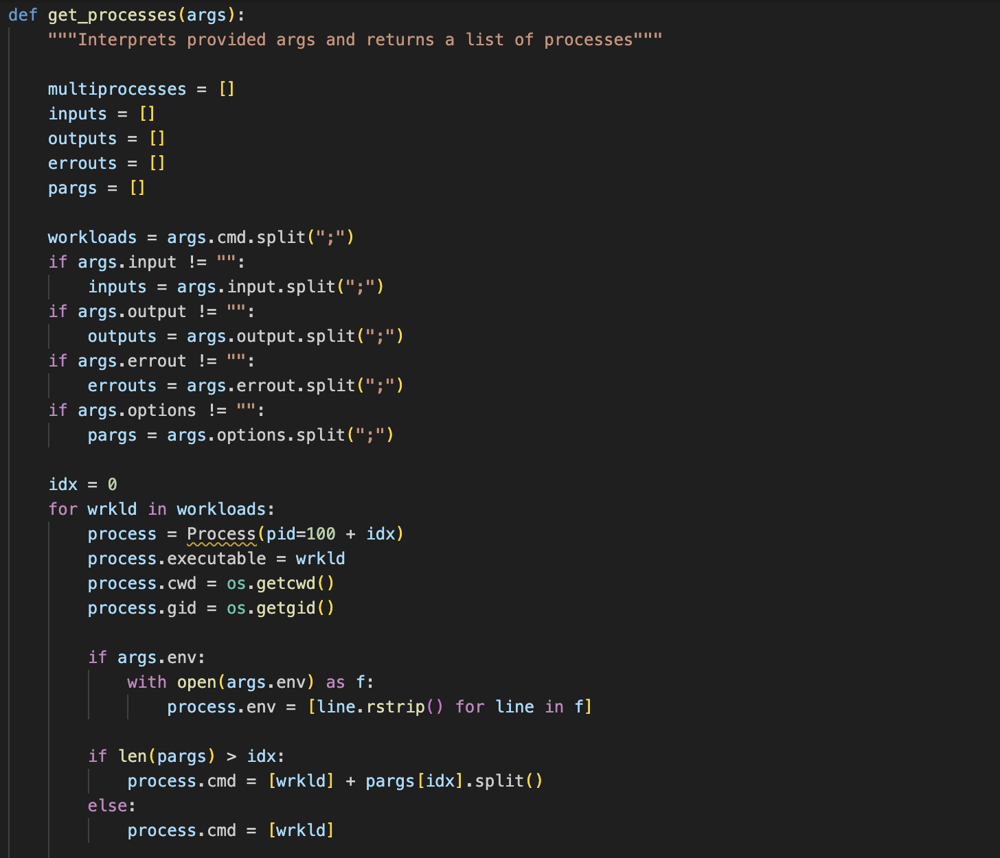 def get_processes(args):
    """Interprets provided args and returns a list of processes"""

    multiprocesses = []
    inputs = []
    outputs = []
    errouts = []
    pargs = []

    workloads = args.cmd.split(";")
    if args.input != "":
        inputs = args.input.split(";")
    if args.output != "":
        outputs = args.output.split(";")
    if args.errout != "":
        errouts = args.errout.split(";")
    if args.options != "":
        pargs = args.options.split(";")

    idx = 0
    for wrkld in workloads:
        process = Process(pid=100 + idx)
        process.executable = wrkld
        process.cwd = os.getcwd()
        process.gid = os.getgid()

        if args.env:
            with open(args.env) as f:
                process.env = [line.rstrip() for line in f]

        if len(pargs) > idx:
            process.cmd = [wrkld] + pargs[idx].split()
        else:
            process.cmd = [wrkld]